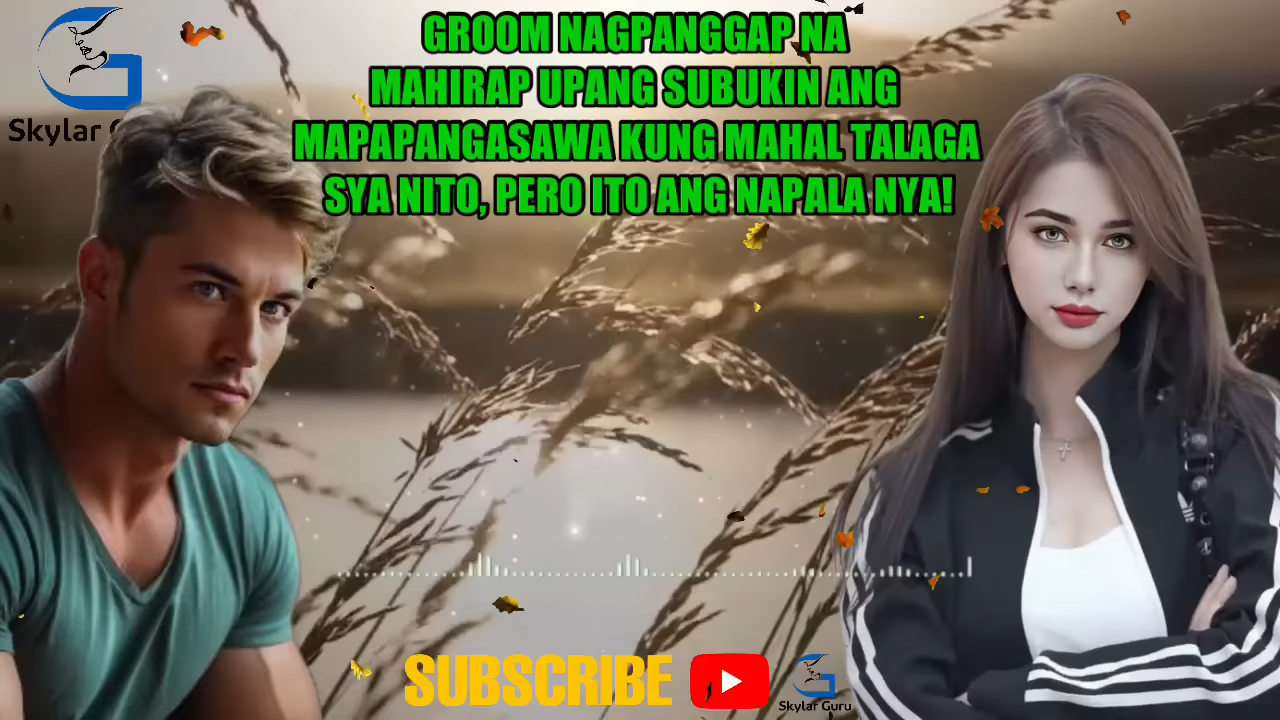 GROOM NAGPANGGAP NA
MAHIRAP UPANG SUBUKIN ANG
MAPAPANGASAWA KUNG MAHAL TALAGA
SYA NITO, PERO ITO ANG NAPALA NYA!
Skylar G
SUBSCRIBE
Skylar Guru